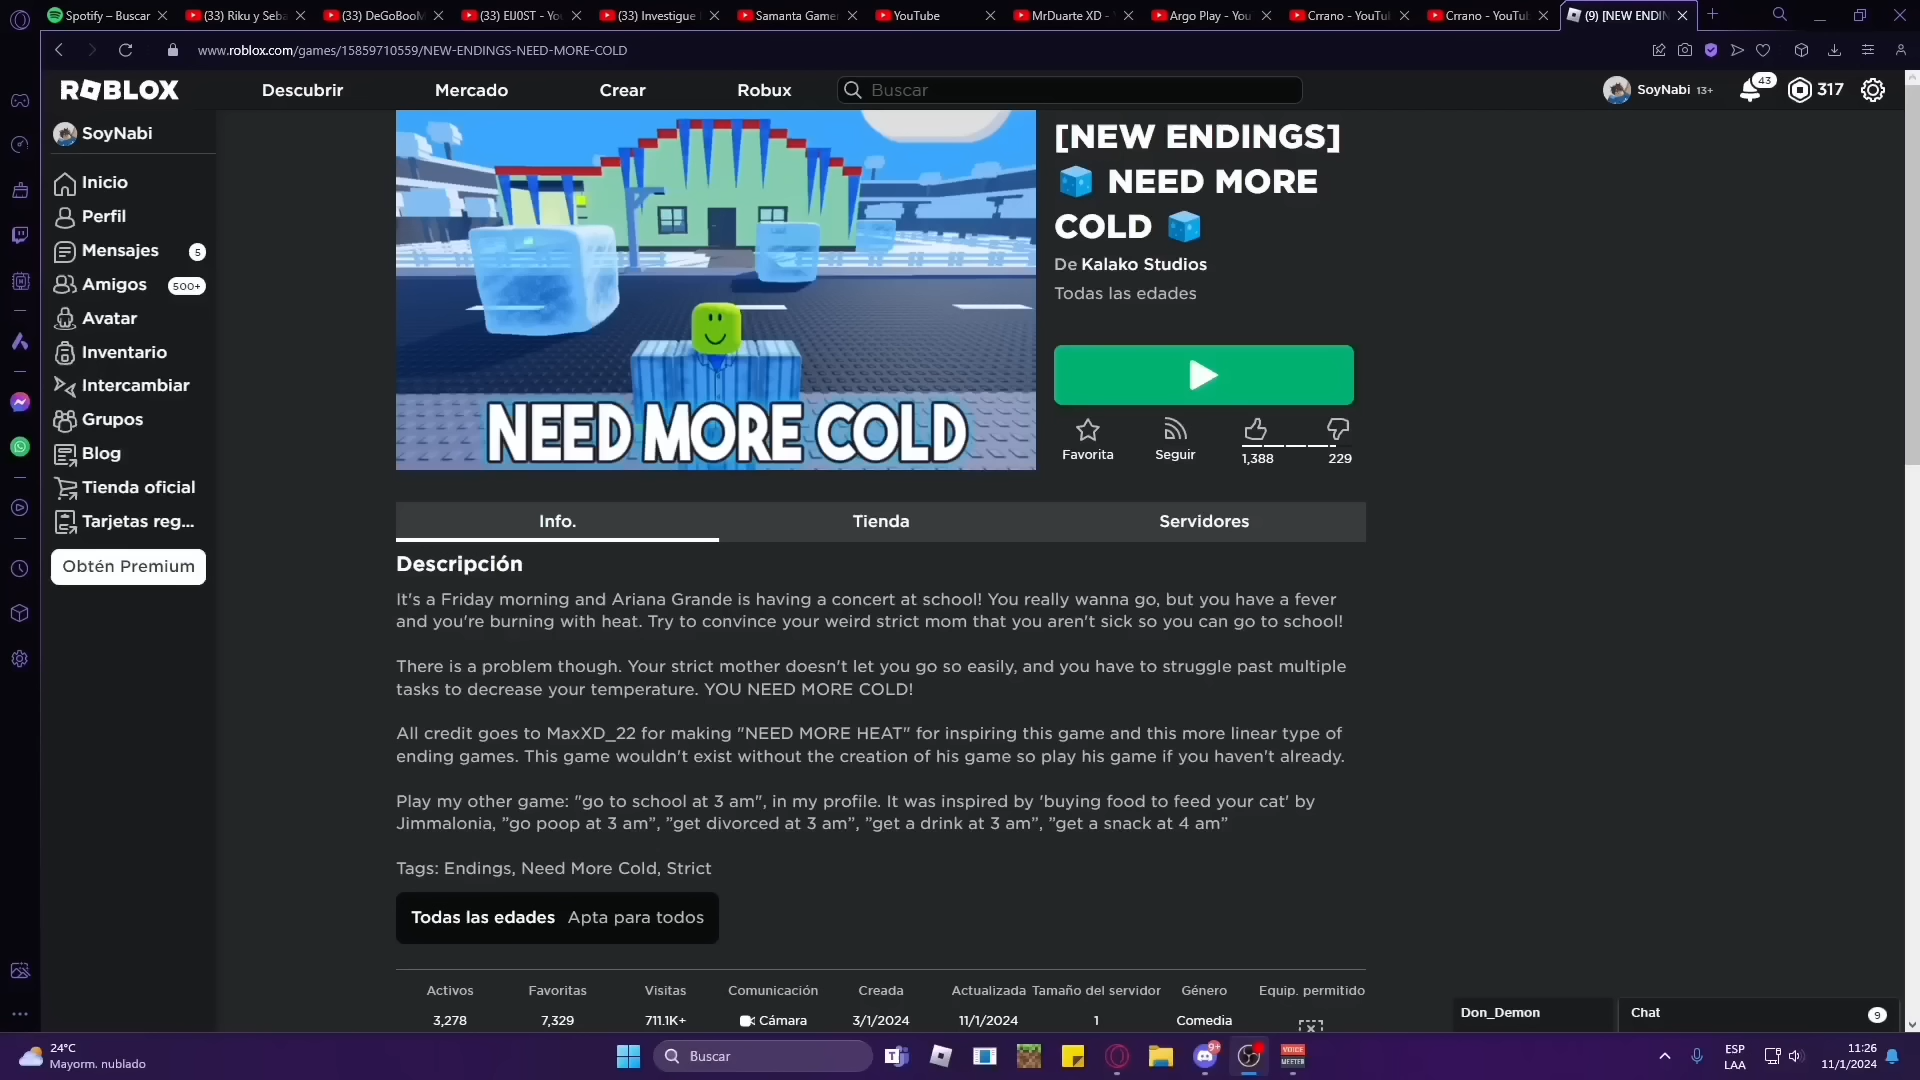 Spotify – Buscar
(33) Riku y Seba
(33) DeGoBooM
(33) ElJ0ST - Yo
(33) Investigue
Samanta Game
YouTube
MrDuarte XD -
Argo Play - You
Crrano - YouTu
Crrano - YouTu
(9) [NEW ENDIN
www.roblox.com/games/15859710559/NEW-ENDINGS-NEED-MORE-COLD
ROBLOX
Descubrir
Mercado
Crear
Robux
Buscar
SoyNabi 13+
43
317
SoyNabi
Inicio
Perfil
Mensajes 5
Amigos 500+
Avatar
Inventario
Intercambiar
Grupos
Blog
Tienda oficial
Tarjetas reg...
Obtén Premium
NEED MORE COLD
[NEW ENDINGS]
NEED MORE
COLD
De Kalako Studios
Todas las edades
Favorita
Seguir
1,388
229
Info.
Tienda
Servidores
Descripción
It's a Friday morning and Ariana Grande is having a concert at school! You really wanna go, but you have a fever
and you're burning with heat. Try to convince your weird strict mom that you aren't sick so you can go to school!
There is a problem though. Your strict mother doesn't let you go so easily, and you have to struggle past multiple
tasks to decrease your temperature. YOU NEED MORE COLD!
All credit goes to MaxXD_22 for making "NEED MORE HEAT" for inspiring this game and this more linear type of
ending games. This game wouldn't exist without the creation of his game so play his game if you haven't already.
Play my other game: "go to school at 3 am", in my profile. It was inspired by 'buying food to feed your cat' by
Jimmalonia, ”go poop at 3 am”, ”get divorced at 3 am”, ”get a drink at 3 am”, ”get a snack at 4 am”
Tags: Endings, Need More Cold, Strict
Todas las edades Apta para todos
Activos
Favoritas
Visitas
Comunicación
Creada
Actualizada
Tamaño del servidor
Género
Equip. permitido
3,278
7,329
711.1K+
Cámara
3/1/2024
11/1/2024
1
Comedia
Don_Demon
Chat
9
24°C
Mayorm. nublado
Buscar
9+
VOICE
MEETER
ESP
LAA
11:26
11/1/2024